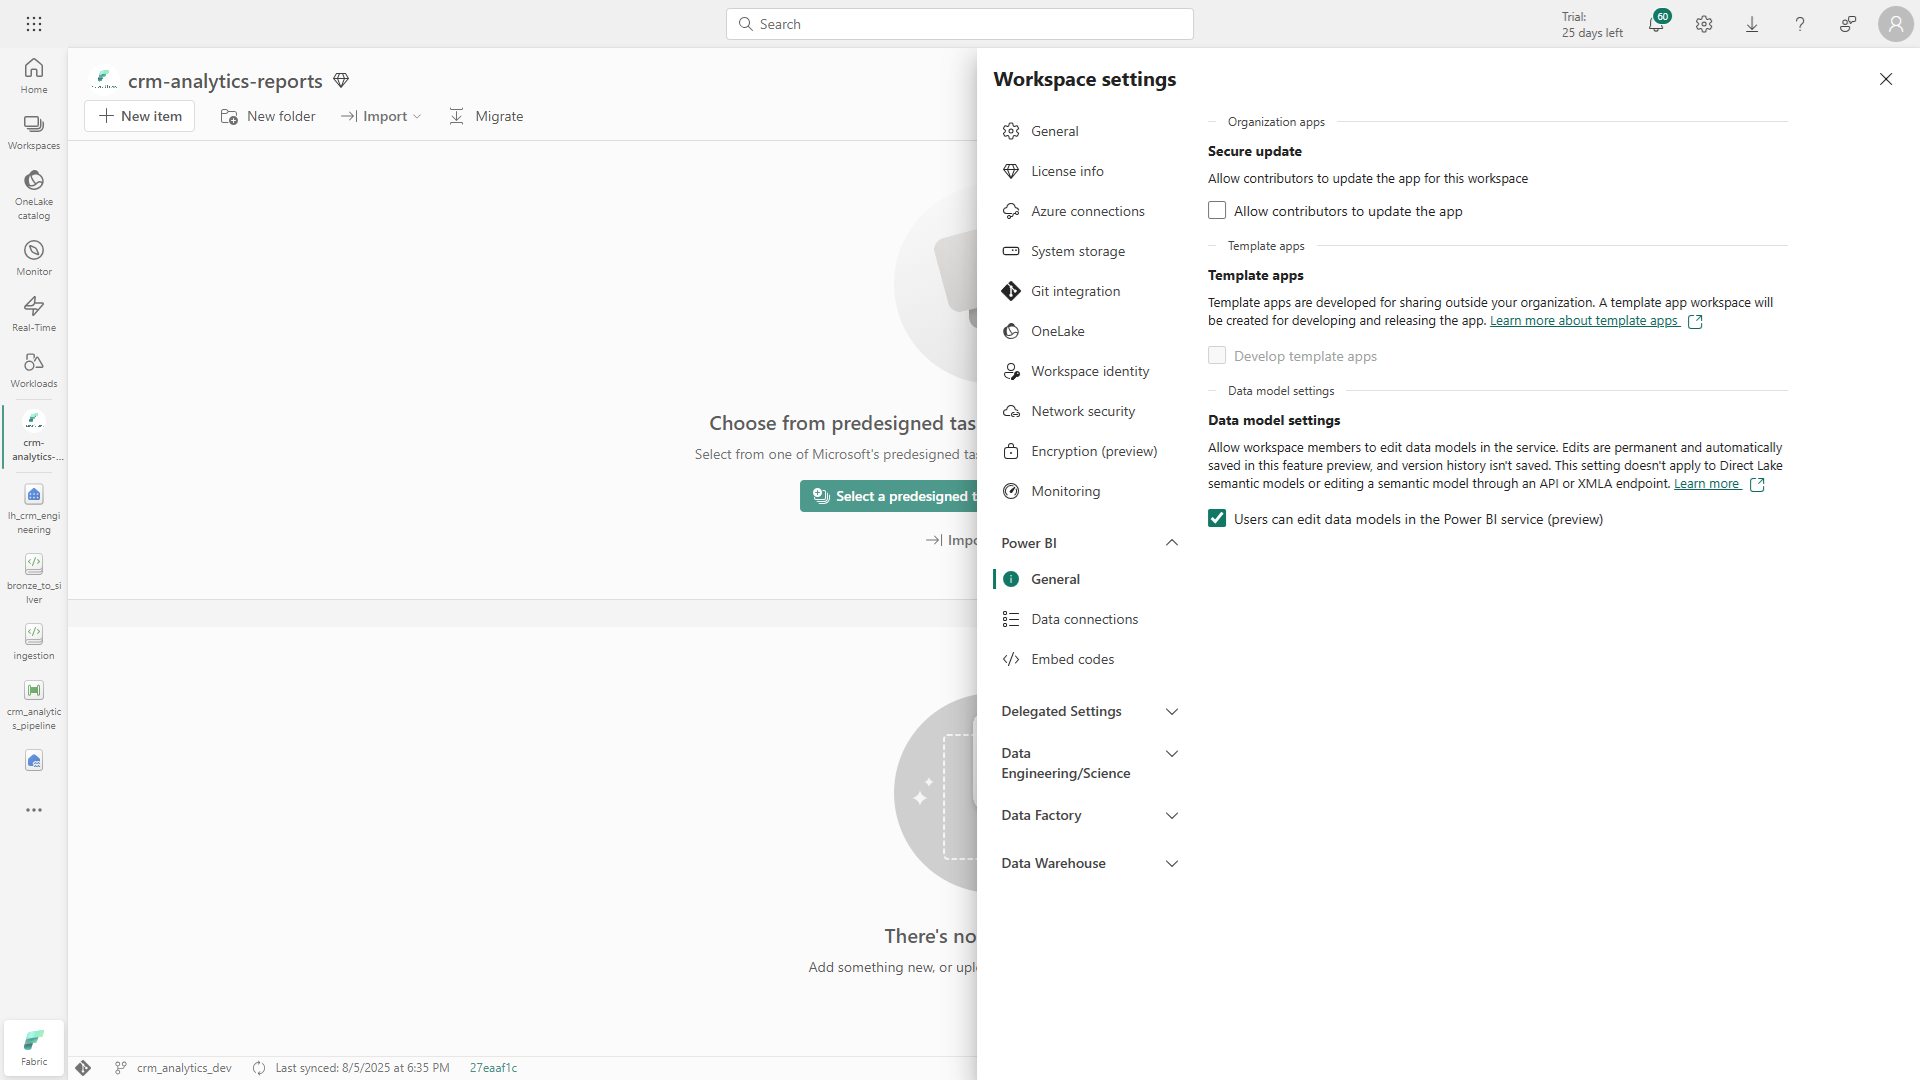 Search
Trial:
25 days left
60
Home
Workspaces
OneLake
catalog
Monitor
Real-Time
Workloads
crm-
analytics-...
lh_crm_engi
neering
bronze_to_si
lver
ingestion
crm_analytic
s_pipeline
Fabric
crm-analytics-reports
New item
New folder
Import
Migrate
Choose from predesigned tas
Select from one of Microsoft's predesigned ta
Select a predesigned t
Impo
There's no
Add something new, or uplo
crm_analytics_dev
Last synced: 8/5/2025 at 6:35 PM
27eaaf1c
Workspace settings
General
License info
Azure connections
System storage
Git integration
OneLake
Workspace identity
Network security
Encryption (preview)
Monitoring
Power BI
General
Data connections
Embed codes
Delegated Settings
Data
Engineering/Science
Data Factory
Data Warehouse
Organization apps
Secure update
Allow contributors to update the app for this workspace
Allow contributors to update the app
Template apps
Template apps
Template apps are developed for sharing outside your organization. A template app workspace will
be created for developing and releasing the app. Learn more about template apps
Develop template apps
Data model settings
Data model settings
Allow workspace members to edit data models in the service. Edits are permanent and automatically
saved in this feature preview, and version history isn't saved. This setting doesn't apply to Direct Lake
semantic models or editing a semantic model through an API or XMLA endpoint. Learn more
Users can edit data models in the Power BI service (preview)